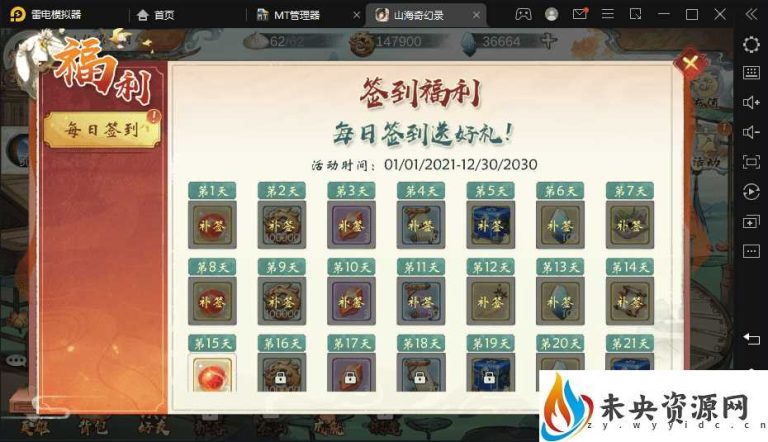 雷电模拟器 首页 MT管理器 山海奇幻录
62/62 147900 36664
福利
每日签到
签到福利
每日签到送好礼！
活动时间：01/01/2021-12/30/2030
第1天 第2天 第3天 第4天 第5天 第6天 第7天
补签 补签 补签 补签 补签 补签 补签
第8天 第9天 第10天 第11天 第12天 第13天 第14天
补签 补签 补签 补签 补签 补签 补签
第15天 第16天 第17天 第18天 第19天 第20天 第21天
活动
背包
未央资源网
zy.wyyidc.cn